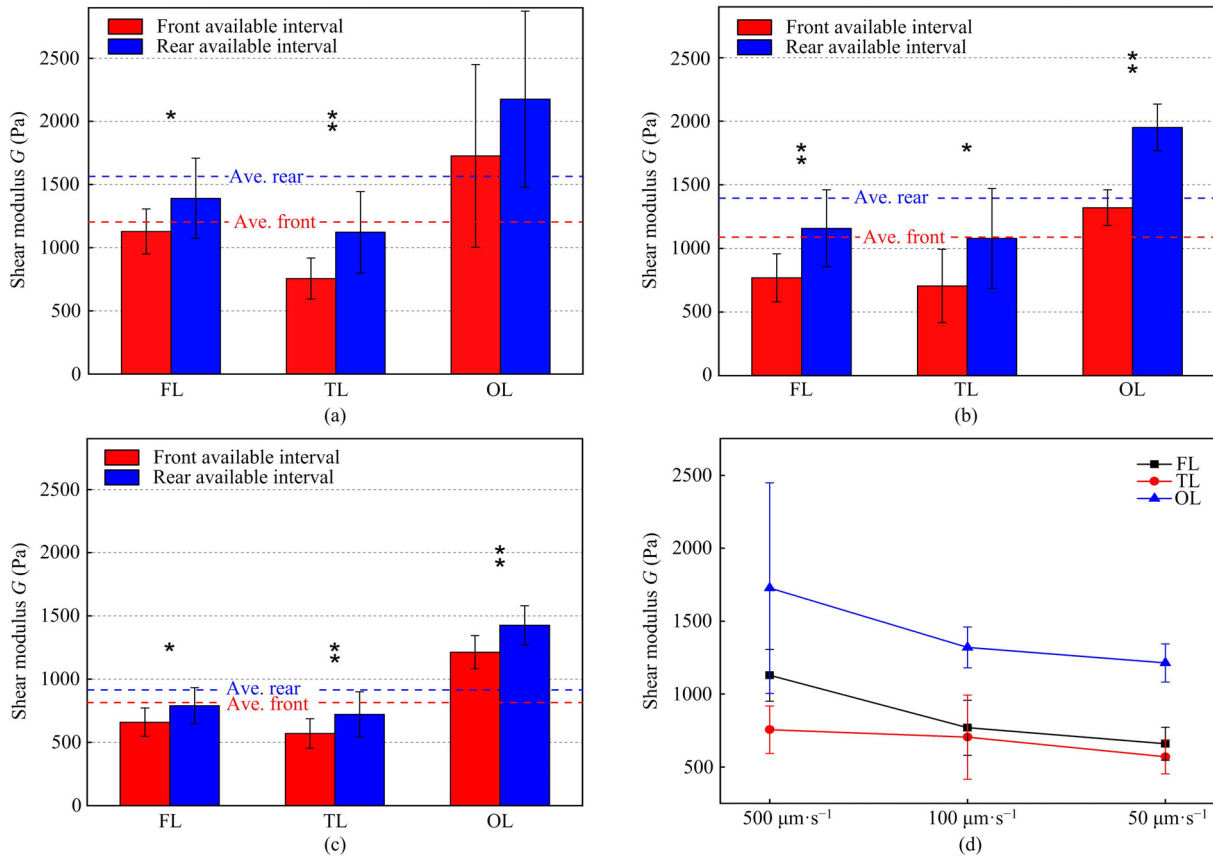 Front available interval
Rear available interval
Shear modulus G (Pa)
2500
2000
1500
1000
500
0
*
*
*
Ave. rear
Ave. front
FL
TL
OL
(a)
Front available interval
Rear available interval
Shear modulus G (Pa)
2500
2000
1500
1000
500
0
*
*
*
*
*
Ave. rear
Ave. front
FL
TL
OL
(b)
Front available interval
Rear available interval
Shear modulus G (Pa)
2500
2000
1500
1000
500
0
*
*
*
*
*
Ave. rear
Ave. front
FL
TL
OL
(c)
FL
TL
OL
Shear modulus G (Pa)
2500
2000
1500
1000
500
500 μm·s⁻¹
100 μm·s⁻¹
50 μm·s⁻¹
(d)